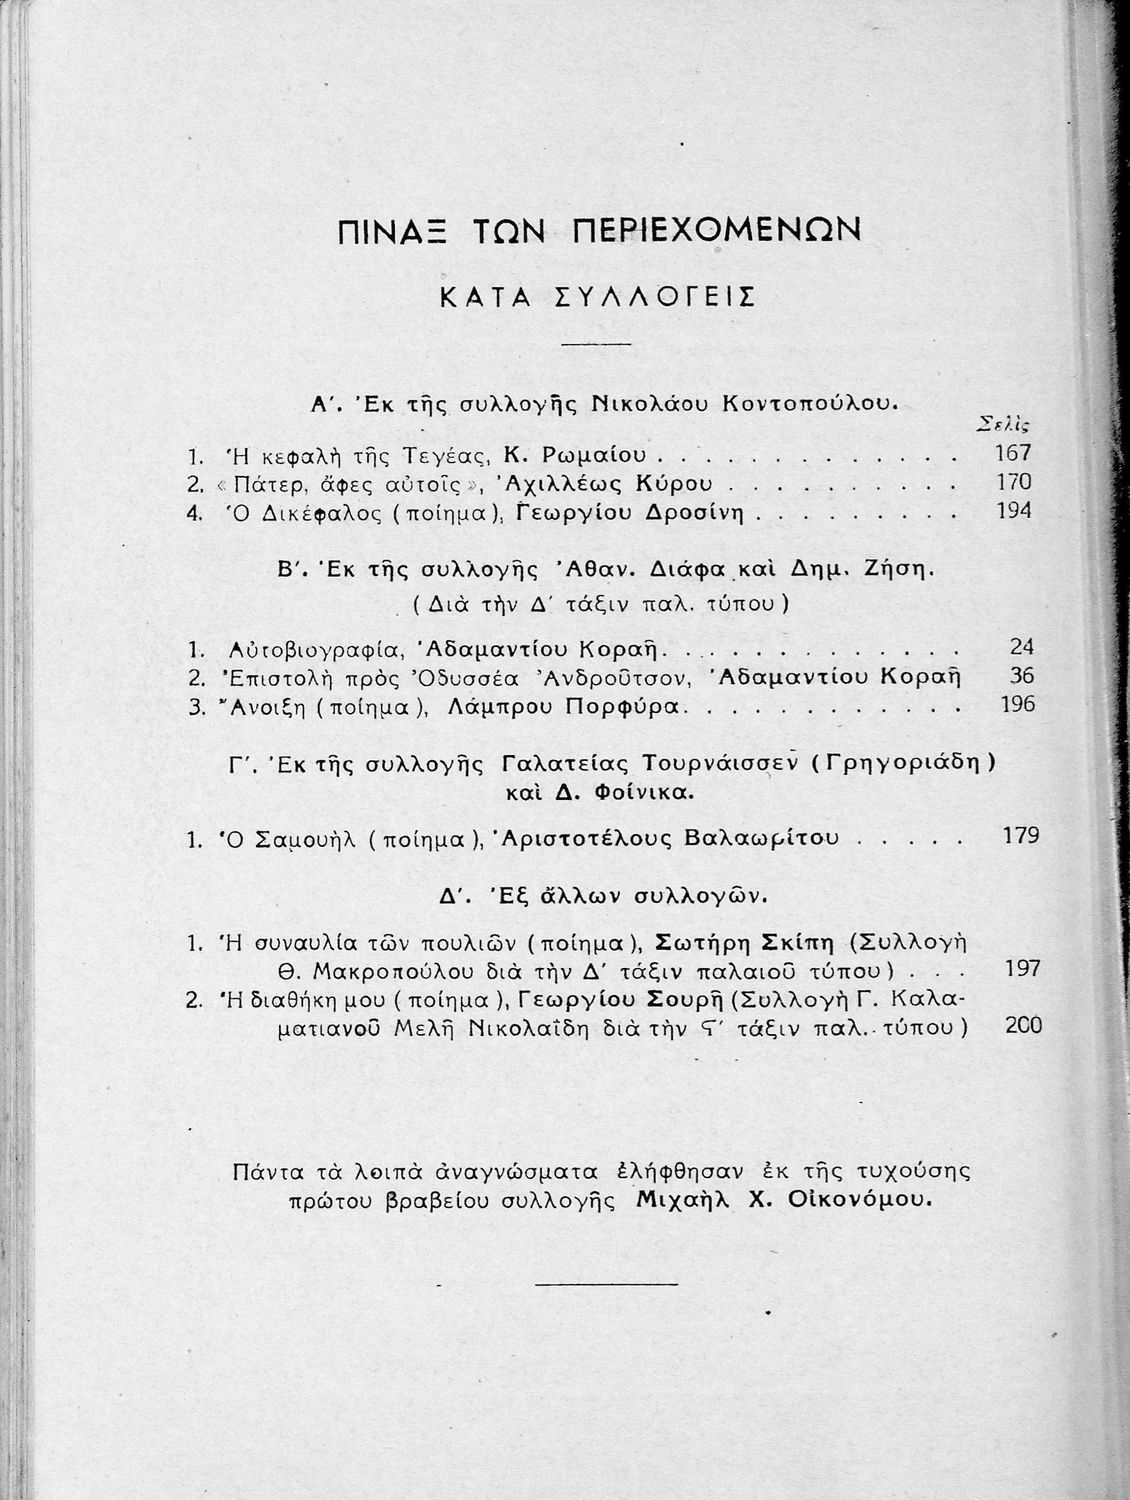 ΠΙΝΑΞ ΤΩΝ ΠΕΡΙΕΧΟΜΕΝΩΝ
ΚΑΤΑ ΣΥΛΛΟΓΕΙΣ
Α΄. Ἐκ τῆς συλλογῆς Νικολάου Κοντοπούλου.
Σελὶς
1. Ἡ κεφαλὴ τῆς Τεγέας, Κ. Ρωμαίου . . . . . . . . . . . . . 167
2. « Πάτερ, ἄφες αὐτοῖς », Ἀχιλλέως Κύρου . . . . . . . . . . 170
4. Ὁ Δικέφαλος ( ποίημα ), Γεωργίου Δροσίνη . . . . . . . . . 194
Β΄. Ἐκ τῆς συλλογῆς Ἀθαν. Διάφα καὶ Δημ. Ζήση.
( Διὰ τὴν Δ΄ τάξιν παλ. τύπου )
1. Αὐτοβιογραφία, Ἀδαμαντίου Κοραῆ. . . . . . . . . . . . . 24
2. Ἐπιστολὴ πρὸς Ὀδυσσέα Ἀνδροῦτσον, Ἀδαμαντίου Κοραῆ 36
3. Ἄνοιξη ( ποίημα ), Λάμπρου Πορφύρα. . . . . . . . . . . . 196
Γ΄. Ἐκ τῆς συλλογῆς Γαλατείας Τουρνάισσεν ( Γρηγοριάδη )
καὶ Δ. Φοίνικα.
1. Ὁ Σαμουὴλ ( ποίημα ), Ἀριστοτέλους Βαλαωρίτου . . . . . 179
Δ΄. Ἐξ ἄλλων συλλογῶν.
1. Ἡ συναυλία τῶν πουλιῶν ( ποίημα ), Σωτήρη Σκίπη (Συλλογὴ
Θ. Μακροπούλου διὰ τὴν Δ΄ τάξιν παλαιοῦ τύπου ) . . . 197
2. Ἡ διαθήκη μου ( ποίημα ), Γεωργίου Σουρῆ (Συλλογὴ Γ. Καλα-
ματιανοῦ Μελῆ Νικολαΐδη διὰ τὴν Ϛ΄ τάξιν παλ. τύπου ) 200
Πάντα τὰ λοιπὰ ἀναγνώσματα ἐλήφθησαν ἐκ τῆς τυχούσης
πρώτου βραβείου συλλογῆς Μιχαὴλ Χ. Οἰκονόμου.